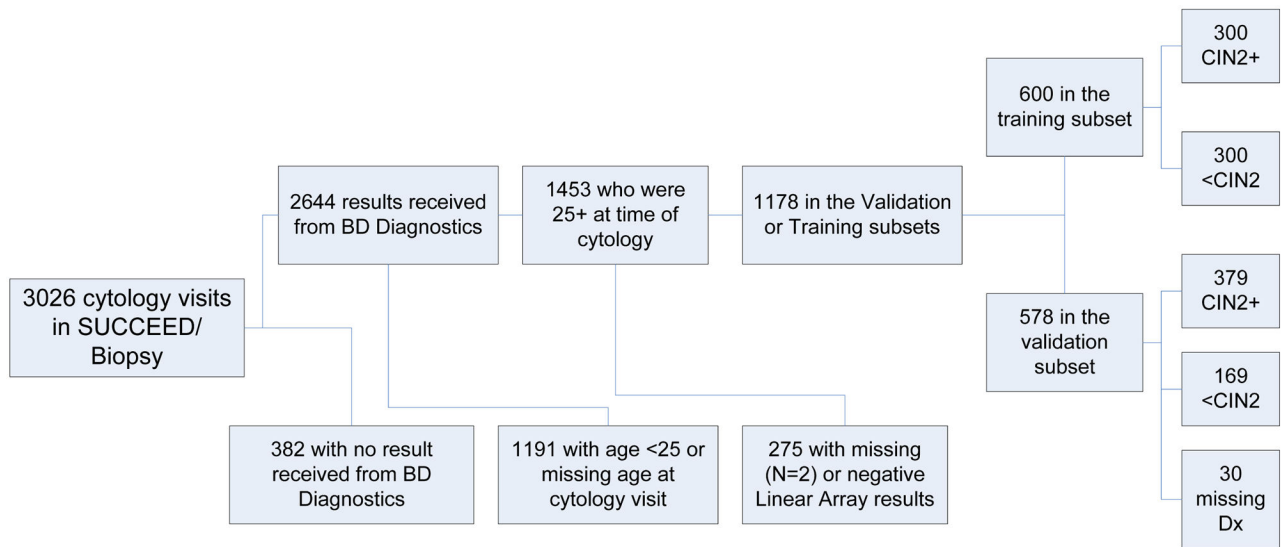 3026 cytology visits
in SUCCEED/
Biopsy
2644 results received
from BD Diagnostics
382 with no result
received from BD
Diagnostics
1453 who were
25+ at time of
cytology
1191 with age <25 or
missing age at
cytology visit
1178 in the Validation
or Training subsets
275 with missing
(N=2) or negative
Linear Array results
600 in the
training subset
300
CIN2+
300
<CIN2
578 in the
validation
subset
379
CIN2+
169
<CIN2
30
missing
Dx